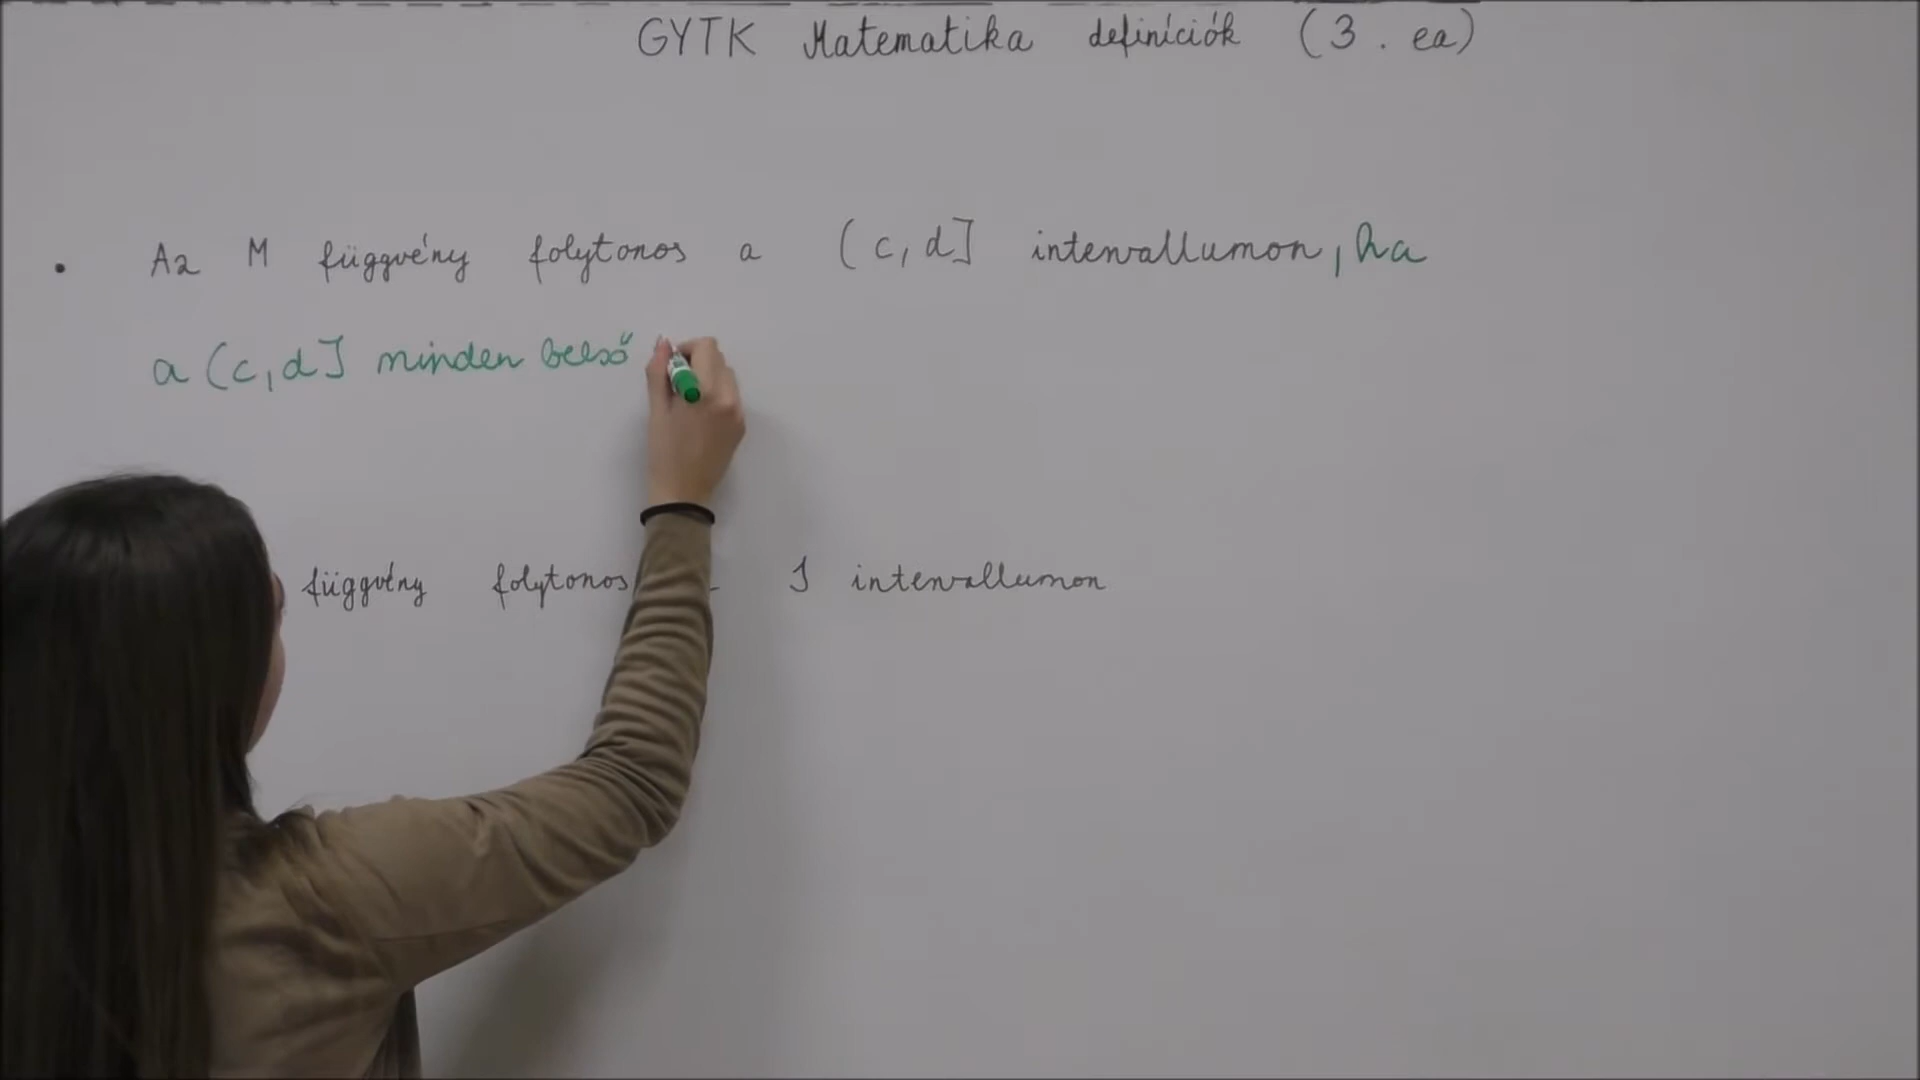 GYTK Matematika definíciók (3. ea)
• Az M függvény folytonos a (c, d] intervallumon, ha
a (c, d] minden belső
függvény folytonos J intervallumon